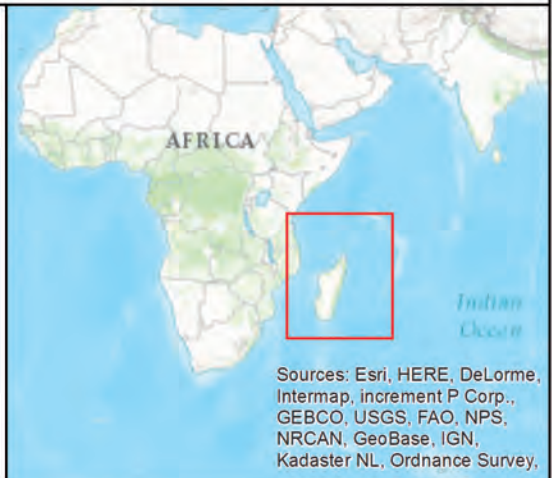 AFRICA
Indian
Ocean
Sources: Esri, HERE, DeLorme,
Intermap, increment P Corp.,
GEBCO, USGS, FAO, NPS,
NRCAN, GeoBase, IGN,
Kadaster NL, Ordnance Survey,